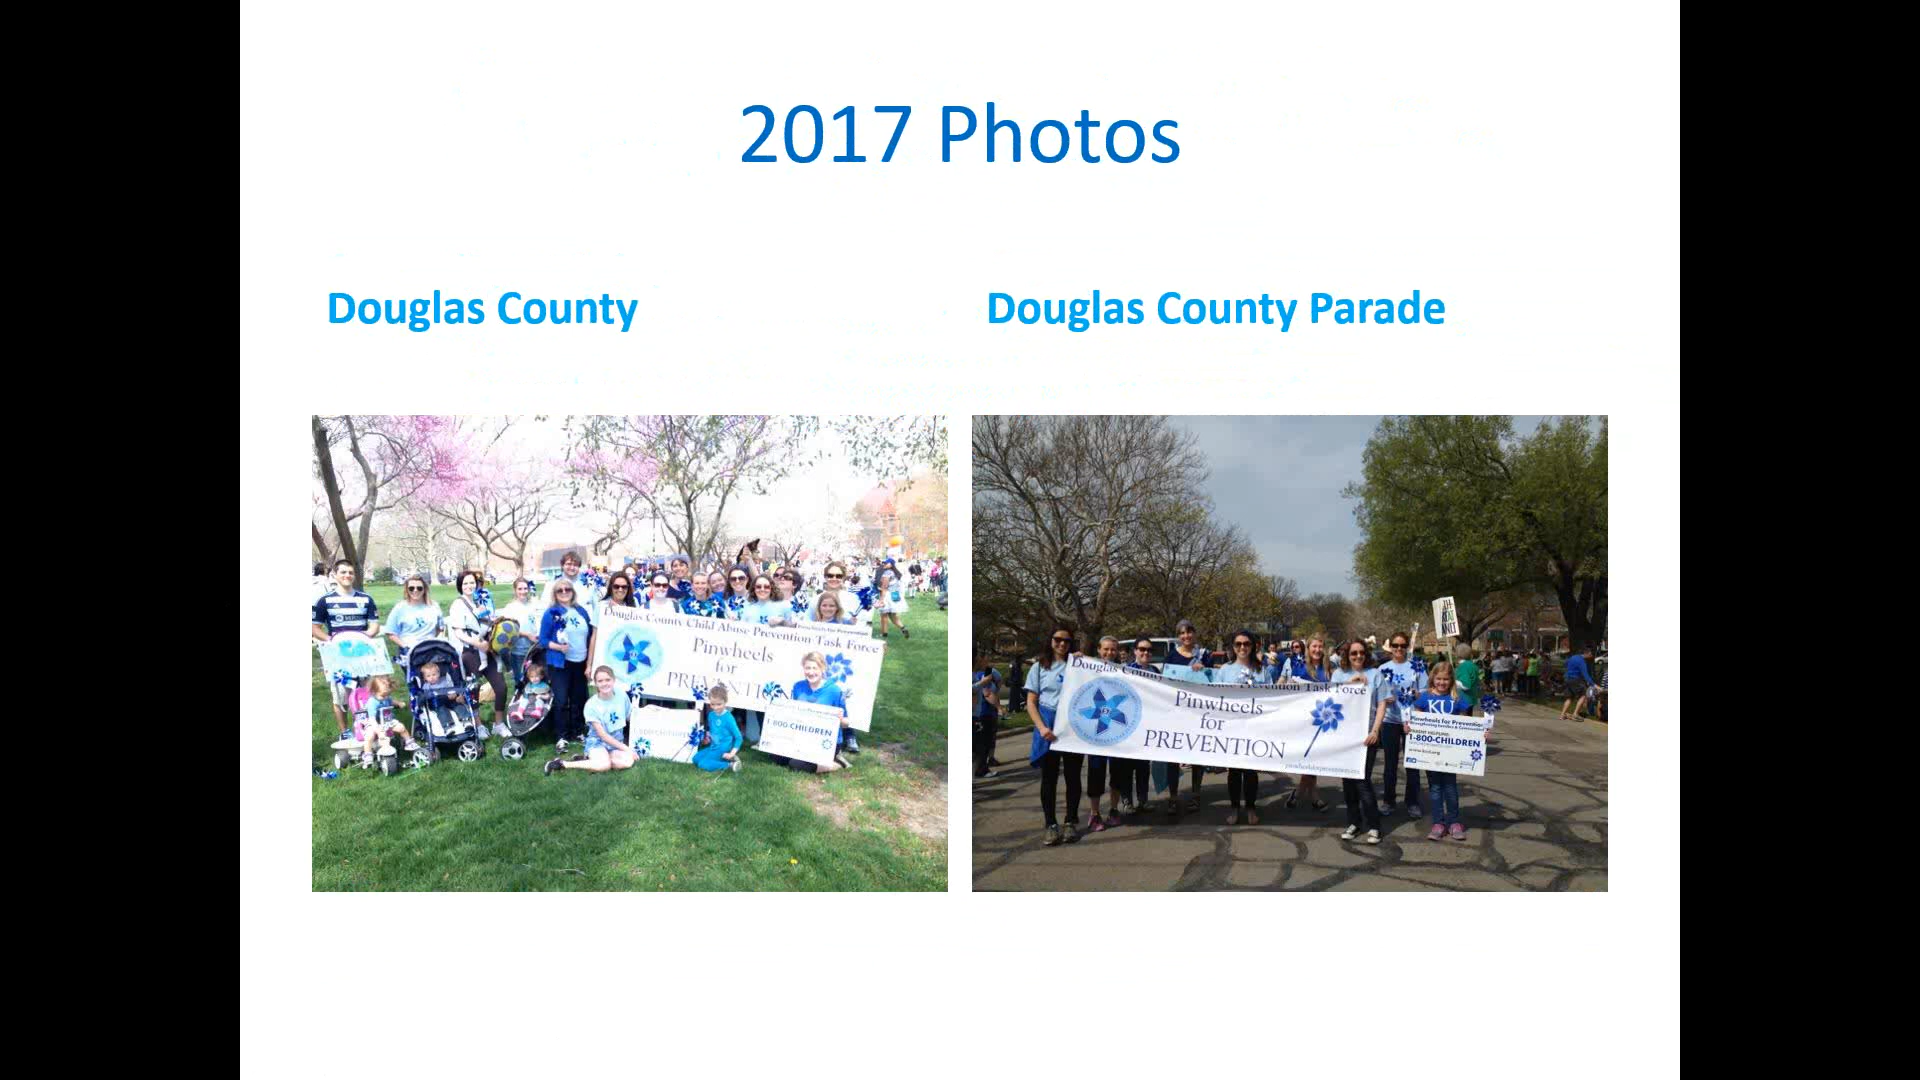 2017 Photos
Douglas County
Douglas County Parade
Douglas County Child Abuse Prevention Task Force
Pinwheels
for
PREVENTION
1-800-CHILDREN
Douglas County
Prevention Task Force
Pinwheels
for
PREVENTION
KU
Pinwheels for Prevention
1-800-CHILDREN